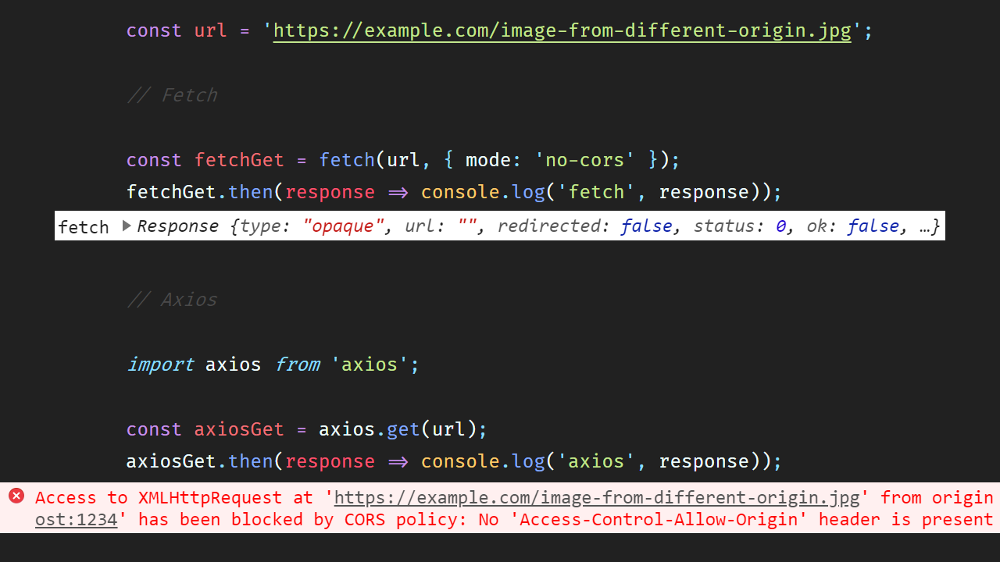 const url = 'https://example.com/image-from-different-origin.jpg';
// Fetch
const fetchGet = fetch(url, { mode: 'no-cors' });
fetchGet.then(response => console.log('fetch', response));
fetch ▶ Response {type: "opaque", url: "", redirected: false, status: 0, ok: false, …}
// Axios
import axios from 'axios';
const axiosGet = axios.get(url);
axiosGet.then(response => console.log('axios', response));
Access to XMLHttpRequest at 'https://example.com/image-from-different-origin.jpg' from origin
ost:1234' has been blocked by CORS policy: No 'Access-Control-Allow-Origin' header is present